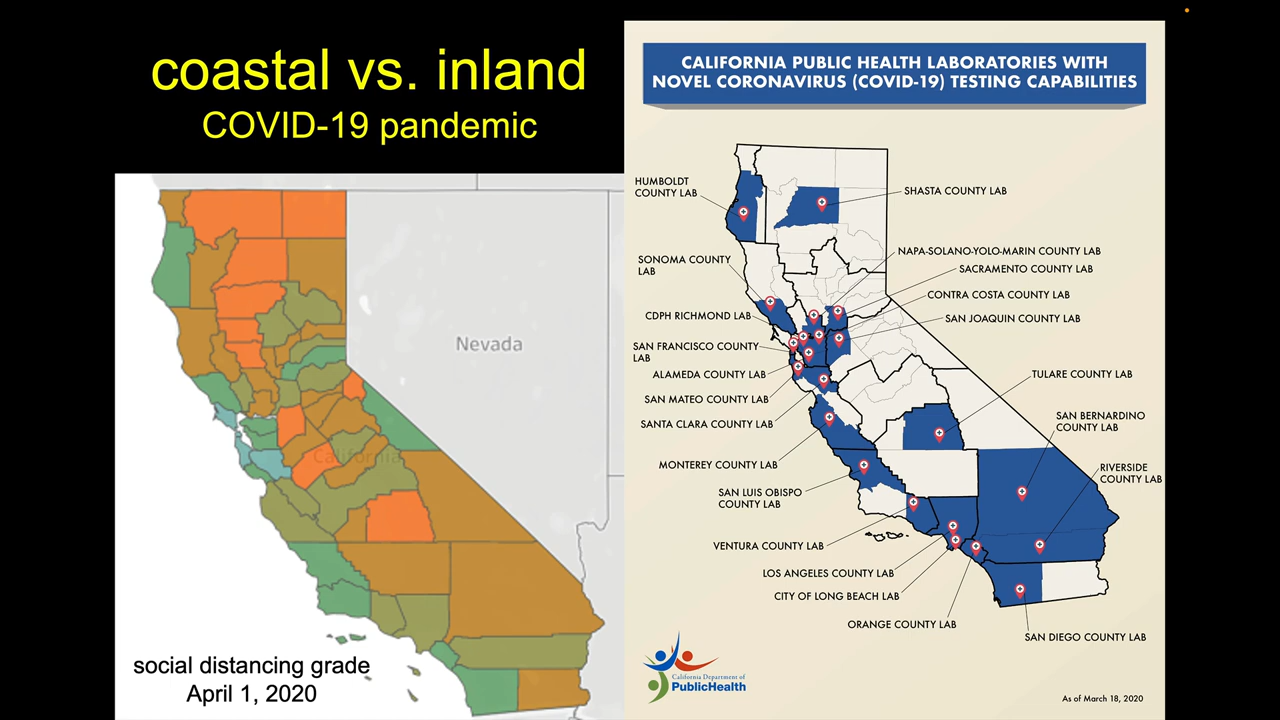 coastal vs. inland
COVID-19 pandemic
Nevada
California
social distancing grade
April 1, 2020
CALIFORNIA PUBLIC HEALTH LABORATORIES WITH
NOVEL CORONAVIRUS (COVID-19) TESTING CAPABILITIES
HUMBOLDT
COUNTY LAB
SHASTA COUNTY LAB
NAPA-SOLANO-YOLO-MARIN COUNTY LAB
SONOMA COUNTY
LAB
SACRAMENTO COUNTY LAB
CONTRA COSTA COUNTY LAB
CDPH RICHMOND LAB
SAN JOAQUIN COUNTY LAB
SAN FRANCISCO COUNTY
LAB
ALAMEDA COUNTY LAB
TULARE COUNTY LAB
SAN MATEO COUNTY LAB
SANTA CLARA COUNTY LAB
SAN BERNARDINO
COUNTY LAB
MONTEREY COUNTY LAB
RIVERSIDE
COUNTY LAB
SAN LUIS OBISPO
COUNTY LAB
VENTURA COUNTY LAB
LOS ANGELES COUNTY LAB
CITY OF LONG BEACH LAB
ORANGE COUNTY LAB
SAN DIEGO COUNTY LAB
California Department of
PublicHealth
As of March 18, 2020